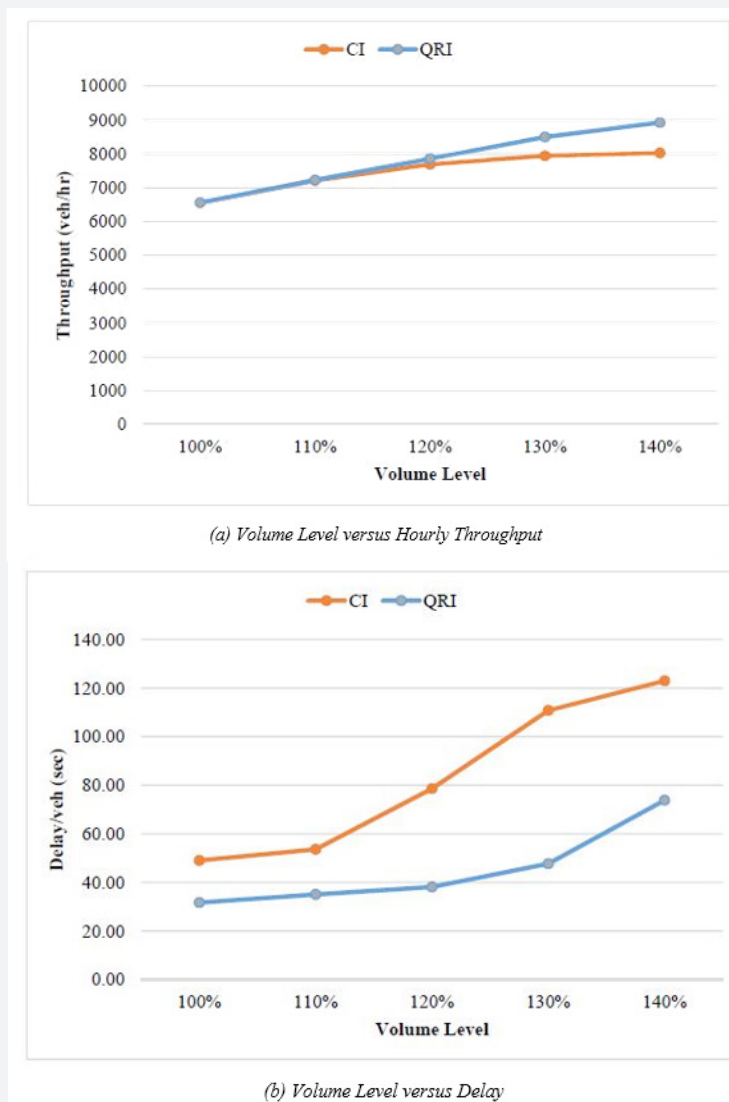 CI QRI
10000
9000
8000
7000
6000
5000
4000
3000
2000
1000
0
Throughput (veh/hr)
100% 110% 120% 130% 140%
Volume Level
(a) Volume Level versus Hourly Throughput
CI QRI
140.00
120.00
100.00
80.00
60.00
40.00
20.00
0.00
Delay/veh (sec)
100% 110% 120% 130% 140%
Volume Level
(b) Volume Level versus Delay